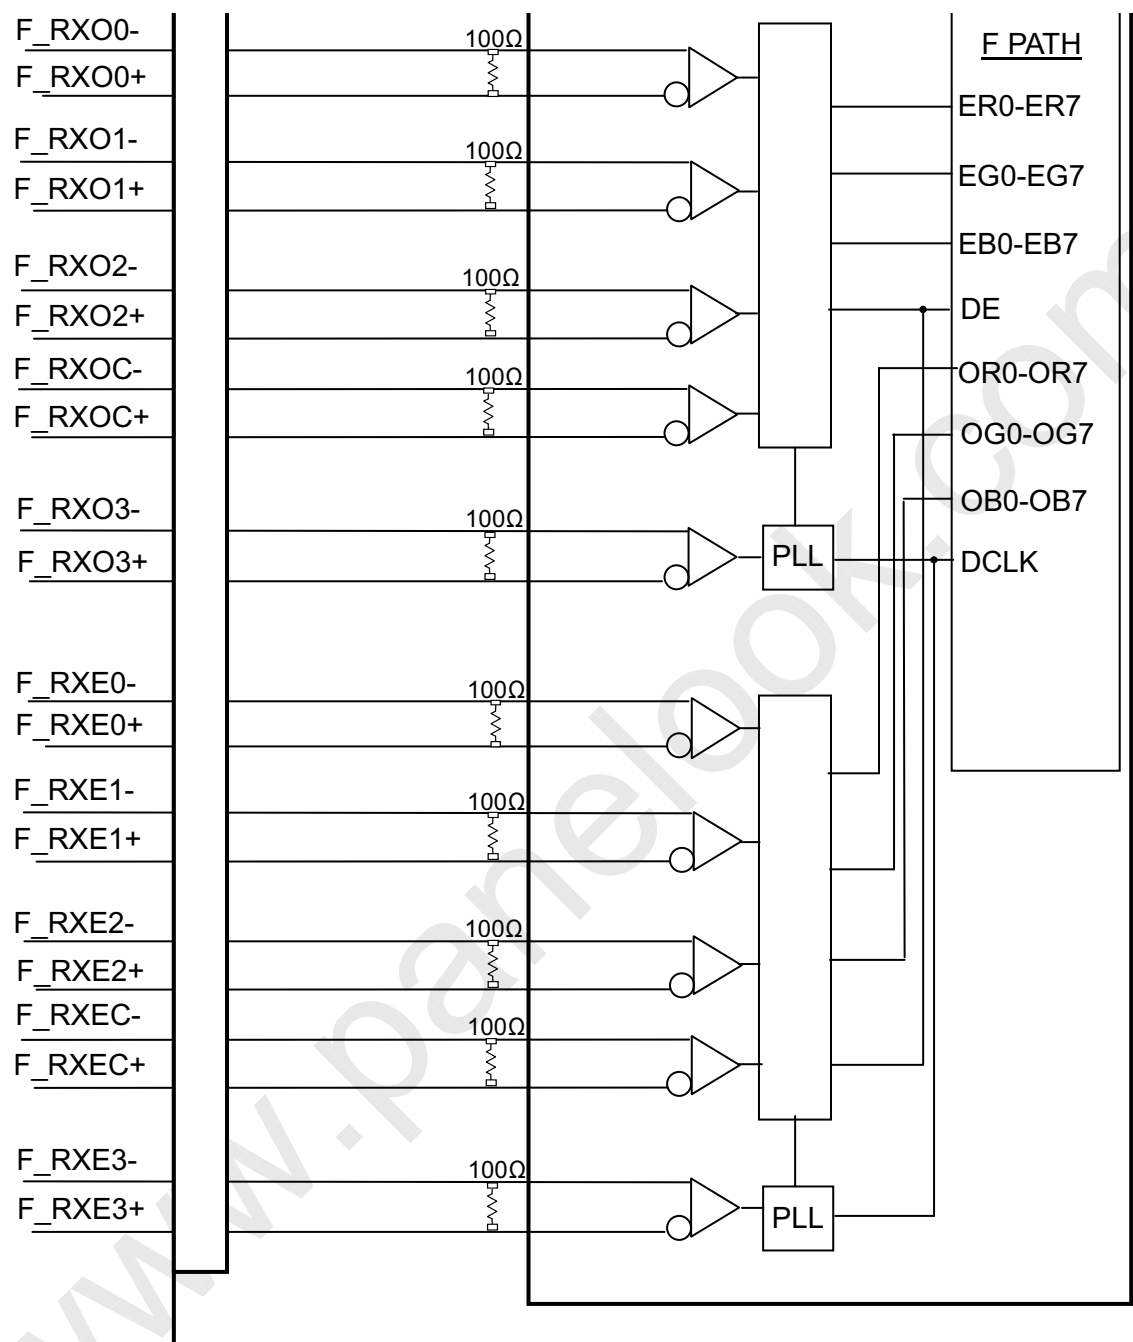 F_RXO0-
100Ω
F PATH
F_RXO0+
ER0-ER7
F_RXO1-
100Ω
EG0-EG7
F_RXO1+
EB0-EB7
F_RXO2-
100Ω
F_RXO2+
DE
F_RXOC-
100Ω
OR0-OR7
F_RXOC+
OG0-OG7
F_RXO3-
100Ω
OB0-OB7
F_RXO3+
PLL
DCLK
F_RXE0-
100Ω
F_RXE0+
F_RXE1-
100Ω
F_RXE1+
F_RXE2-
100Ω
F_RXE2+
F_RXEC-
100Ω
F_RXEC+
F_RXE3-
100Ω
F_RXE3+
PLL
www.panelook.com